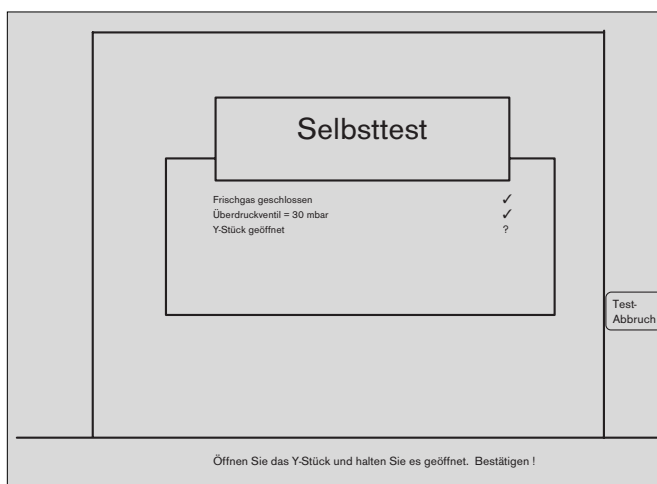 Selbsttest
Frischgas geschlossen ✓
Überdruckventil = 30 mbar ✓
Y-Stück geöffnet ?
Test-
Abbruch
Öffnen Sie das Y-Stück und halten Sie es geöffnet. Bestätigen !